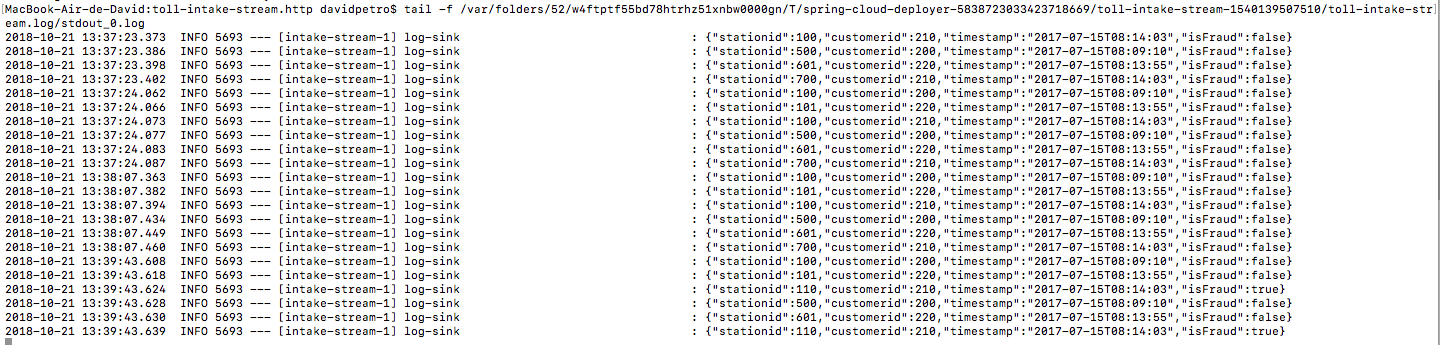 [MacBook-Air-de-David:toll-intake-stream.http davidpetro$ tail -f /var/folders/52/w4ftptf55bd78htrhz51xnbw0000gn/T/spring-cloud-deployer-5838723033423718669/toll-intake-stream-1540139507510/toll-intake-str]
eam.log/stdout_0.log
2018-10-21 13:37:23.373  INFO 5693 --- [intake-stream-1] log-sink                                 : {"stationid":100,"customerid":210,"timestamp":"2017-07-15T08:14:03","isFraud":false}
2018-10-21 13:37:23.386  INFO 5693 --- [intake-stream-1] log-sink                                 : {"stationid":500,"customerid":200,"timestamp":"2017-07-15T08:09:10","isFraud":false}
2018-10-21 13:37:23.398  INFO 5693 --- [intake-stream-1] log-sink                                 : {"stationid":601,"customerid":220,"timestamp":"2017-07-15T08:13:55","isFraud":false}
2018-10-21 13:37:23.402  INFO 5693 --- [intake-stream-1] log-sink                                 : {"stationid":700,"customerid":210,"timestamp":"2017-07-15T08:14:03","isFraud":false}
2018-10-21 13:37:24.062  INFO 5693 --- [intake-stream-1] log-sink                                 : {"stationid":100,"customerid":200,"timestamp":"2017-07-15T08:09:10","isFraud":false}
2018-10-21 13:37:24.066  INFO 5693 --- [intake-stream-1] log-sink                                 : {"stationid":101,"customerid":220,"timestamp":"2017-07-15T08:13:55","isFraud":false}
2018-10-21 13:37:24.073  INFO 5693 --- [intake-stream-1] log-sink                                 : {"stationid":100,"customerid":210,"timestamp":"2017-07-15T08:14:03","isFraud":false}
2018-10-21 13:37:24.077  INFO 5693 --- [intake-stream-1] log-sink                                 : {"stationid":500,"customerid":200,"timestamp":"2017-07-15T08:09:10","isFraud":false}
2018-10-21 13:37:24.083  INFO 5693 --- [intake-stream-1] log-sink                                 : {"stationid":601,"customerid":220,"timestamp":"2017-07-15T08:13:55","isFraud":false}
2018-10-21 13:37:24.087  INFO 5693 --- [intake-stream-1] log-sink                                 : {"stationid":700,"customerid":210,"timestamp":"2017-07-15T08:14:03","isFraud":false}
2018-10-21 13:38:07.363  INFO 5693 --- [intake-stream-1] log-sink                                 : {"stationid":100,"customerid":200,"timestamp":"2017-07-15T08:09:10","isFraud":false}
2018-10-21 13:38:07.382  INFO 5693 --- [intake-stream-1] log-sink                                 : {"stationid":101,"customerid":220,"timestamp":"2017-07-15T08:13:55","isFraud":false}
2018-10-21 13:38:07.394  INFO 5693 --- [intake-stream-1] log-sink                                 : {"stationid":100,"customerid":210,"timestamp":"2017-07-15T08:14:03","isFraud":false}
2018-10-21 13:38:07.434  INFO 5693 --- [intake-stream-1] log-sink                                 : {"stationid":500,"customerid":200,"timestamp":"2017-07-15T08:09:10","isFraud":false}
2018-10-21 13:38:07.449  INFO 5693 --- [intake-stream-1] log-sink                                 : {"stationid":601,"customerid":220,"timestamp":"2017-07-15T08:13:55","isFraud":false}
2018-10-21 13:38:07.460  INFO 5693 --- [intake-stream-1] log-sink                                 : {"stationid":700,"customerid":210,"timestamp":"2017-07-15T08:14:03","isFraud":false}
2018-10-21 13:39:43.608  INFO 5693 --- [intake-stream-1] log-sink                                 : {"stationid":100,"customerid":200,"timestamp":"2017-07-15T08:09:10","isFraud":false}
2018-10-21 13:39:43.618  INFO 5693 --- [intake-stream-1] log-sink                                 : {"stationid":101,"customerid":220,"timestamp":"2017-07-15T08:13:55","isFraud":false}
2018-10-21 13:39:43.624  INFO 5693 --- [intake-stream-1] log-sink                                 : {"stationid":110,"customerid":210,"timestamp":"2017-07-15T08:14:03","isFraud":true}
2018-10-21 13:39:43.628  INFO 5693 --- [intake-stream-1] log-sink                                 : {"stationid":500,"customerid":200,"timestamp":"2017-07-15T08:09:10","isFraud":false}
2018-10-21 13:39:43.630  INFO 5693 --- [intake-stream-1] log-sink                                 : {"stationid":601,"customerid":220,"timestamp":"2017-07-15T08:13:55","isFraud":false}
2018-10-21 13:39:43.639  INFO 5693 --- [intake-stream-1] log-sink                                 : {"stationid":110,"customerid":210,"timestamp":"2017-07-15T08:14:03","isFraud":true}